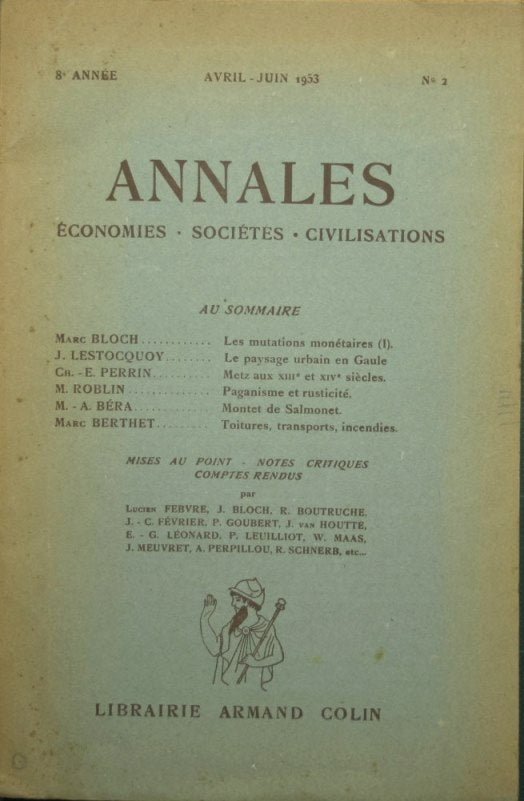 8e ANNÉE AVRIL-JUIN 1953 No 2
ANNALES
ÉCONOMIES • SOCIÉTÉS • CIVILISATIONS
AU SOMMAIRE
MARC BLOCH............ Les mutations monétaires (I).
J. LESTOCQUOY........ Le paysage urbain en Gaule
CH.-E. PERRIN.......... Metz aux XIIIe et XIVe siècles.
M. ROBLIN.............. Paganisme et rusticité.
M.-A. BÉRA............. Montet de Salmonet.
MARC BERTHET......... Toitures, transports, incendies.
MISES AU POINT - NOTES CRITIQUES
COMPTES RENDUS
par
LUCIEN FEBVRE, J. BLOCH, R. BOUTRUCHE,
J.-C. FÉVRIER, P. GOUBERT, J. VAN HOUTTE,
E.-G. LÉONARD, P. LEUILLIOT, W. MAAS,
J. MEUVRET, A. PERPILLOU, R. SCHNERB, etc...
LIBRAIRIE ARMAND COLIN